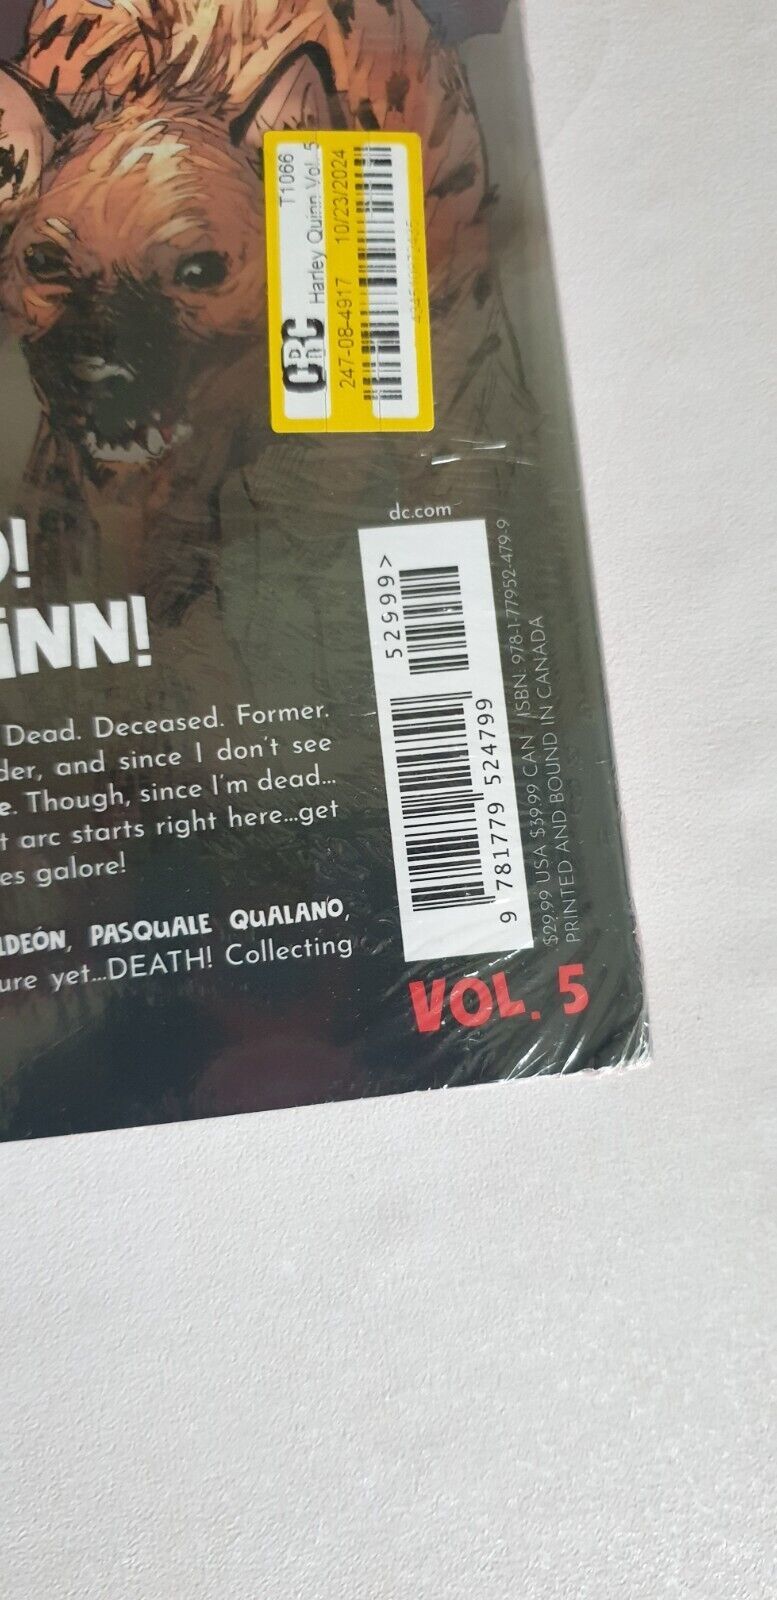 T1066
Harley Quinn Vol. 5
CRC
247-08-4917 10/23/2024
!
INN!
dc.com
52999>
9 781779 524799
ISBN: 978-1-77952-479-9
$29.99 USA $39.99 CAN
PRINTED AND BOUND IN CANADA
Dead. Deceased. Former.
der, and since I don't see
e. Though, since I'm dead...
t arc starts right here...get
es galore!
LDEÓN, PASQUALE QUALANO,
ure yet...DEATH! Collecting
VOL. 5